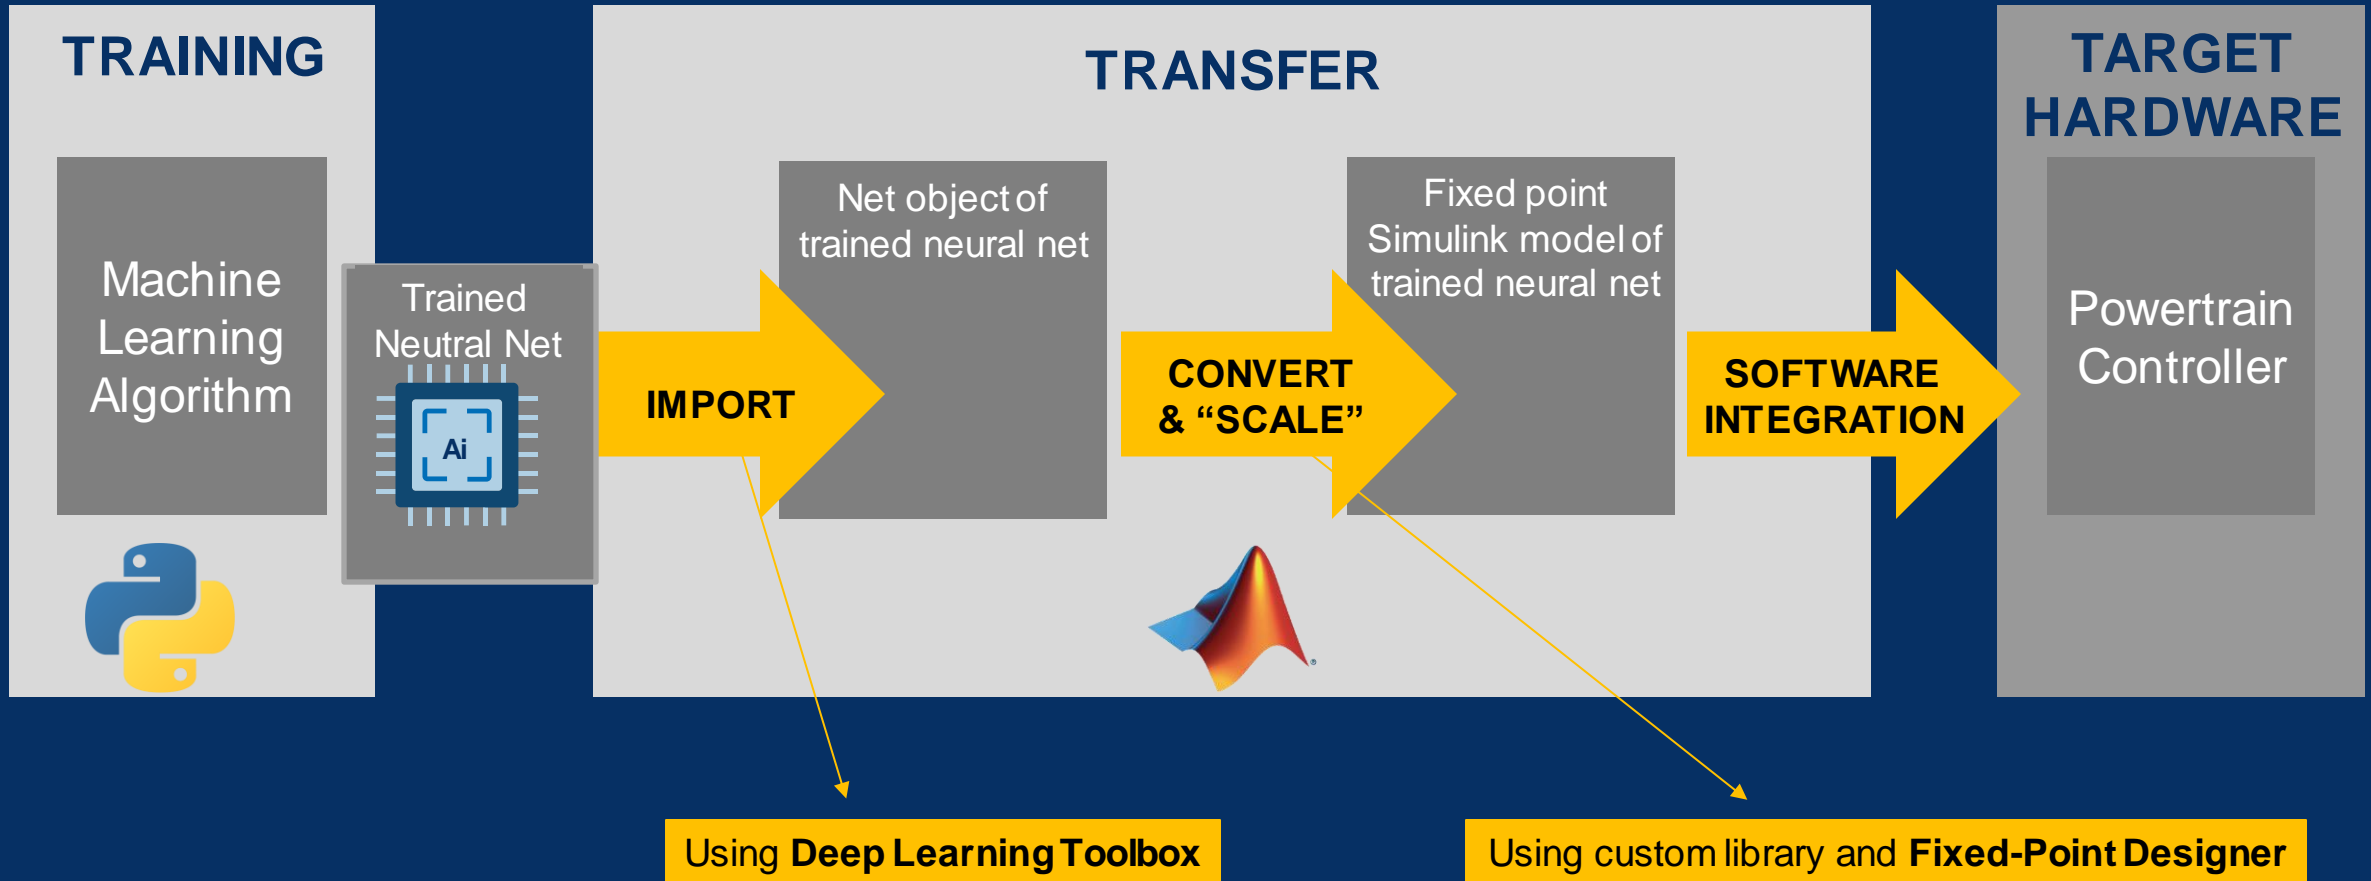 TRAINING
Machine
Learning
Algorithm
Trained
Neutral Net
Ai
TRANSFER
IMPORT
Net object of
trained neural net
CONVERT
& “SCALE”
Fixed point
Simulink model of
trained neural net
SOFTWARE
INTEGRATION
TARGET
HARDWARE
Powertrain
Controller
Using Deep Learning Toolbox
Using custom library and Fixed-Point Designer